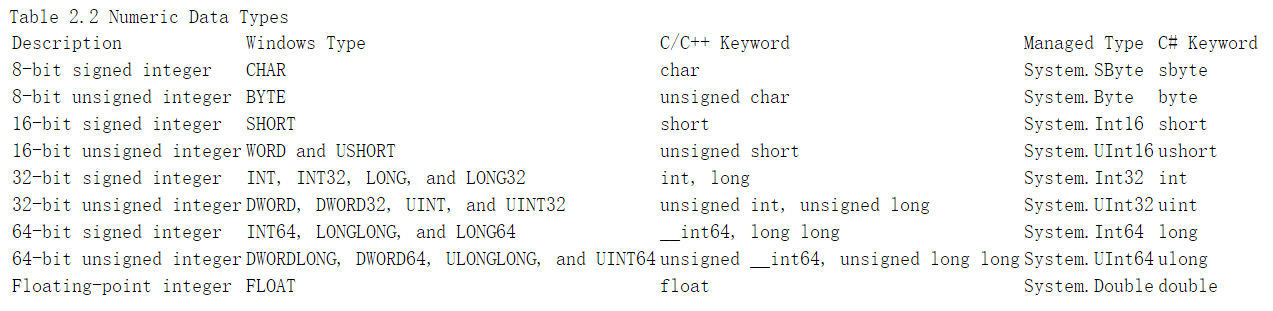 Table 2.2 Numeric Data Types
Description Windows Type C/C++ Keyword Managed Type C# Keyword
8-bit signed integer CHAR char System.SByte sbyte
8-bit unsigned integer BYTE unsigned char System.Byte byte
16-bit signed integer SHORT short System.Int16 short
16-bit unsigned integer WORD and USHORT unsigned short System.UInt16 ushort
32-bit signed integer INT, INT32, LONG, and LONG32 int, long System.Int32 int
32-bit unsigned integer DWORD, DWORD32, UINT, and UINT32 unsigned int, unsigned long System.UInt32 uint
64-bit signed integer INT64, LONGLONG, and LONG64 __int64, long long System.Int64 long
64-bit unsigned integer DWORDLONG, DWORD64, ULONGLONG, and UINT64 unsigned __int64, unsigned long long System.UInt64 ulong
Floating-point integer FLOAT float System.Double double